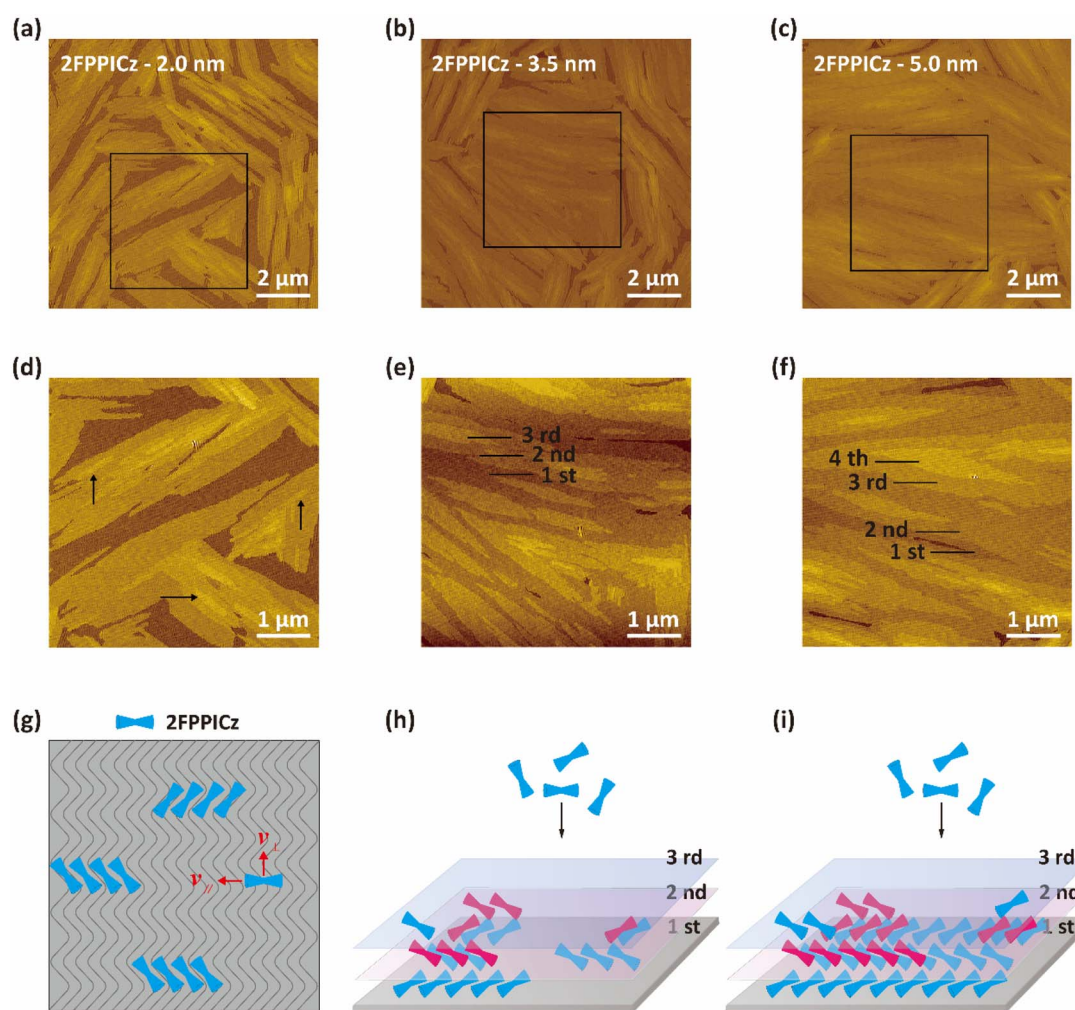 (a)
(b)
(c)
2FPPICz - 2.0 nm
2FPPICz - 3.5 nm
2FPPICz - 5.0 nm
2 µm
2 µm
2 µm
(d)
(e)
(f)
3 rd
2 nd
1 st
4 th
3 rd
2 nd
1 st
1 µm
1 µm
1 µm
(g)
2FPPICz
(h)
(i)
v⊥
v//
3 rd
2 nd
1 st
3 rd
2 nd
1 st